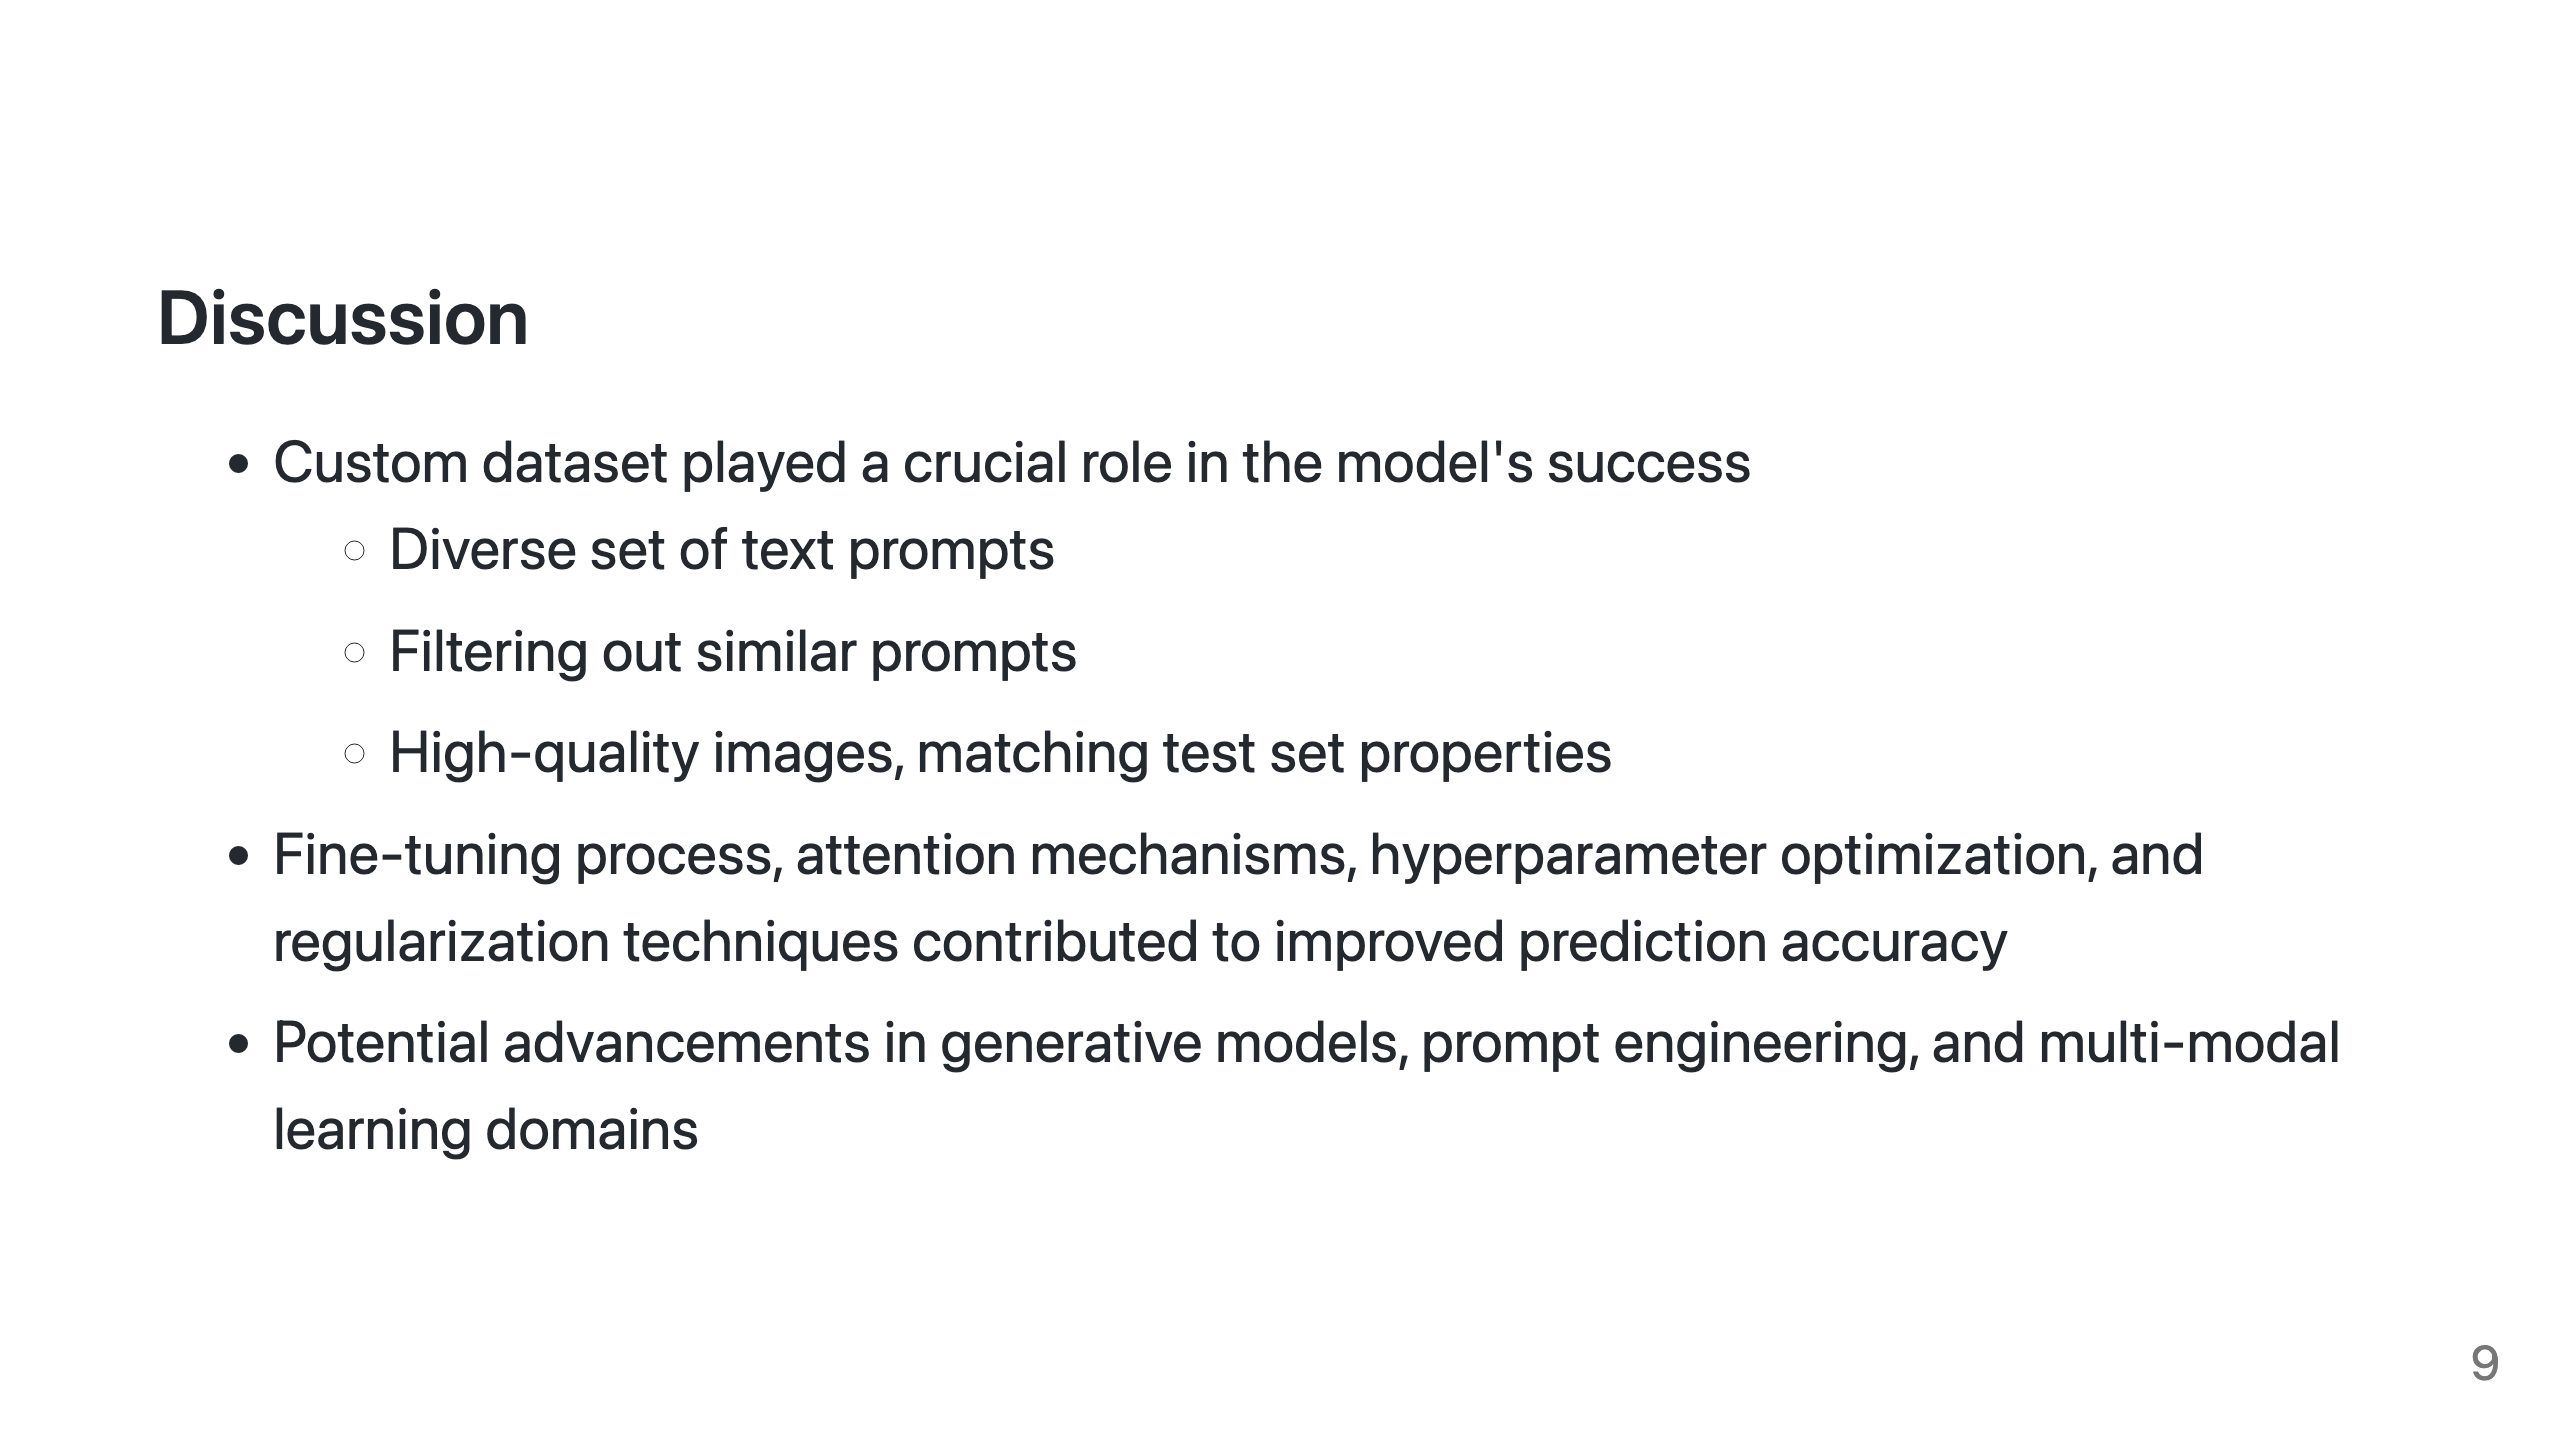 Discussion
• Custom dataset played a crucial role in the model's success
○ Diverse set of text prompts
○ Filtering out similar prompts
○ High-quality images, matching test set properties
• Fine-tuning process, attention mechanisms, hyperparameter optimization, and
regularization techniques contributed to improved prediction accuracy
• Potential advancements in generative models, prompt engineering, and multi-modal
learning domains
9